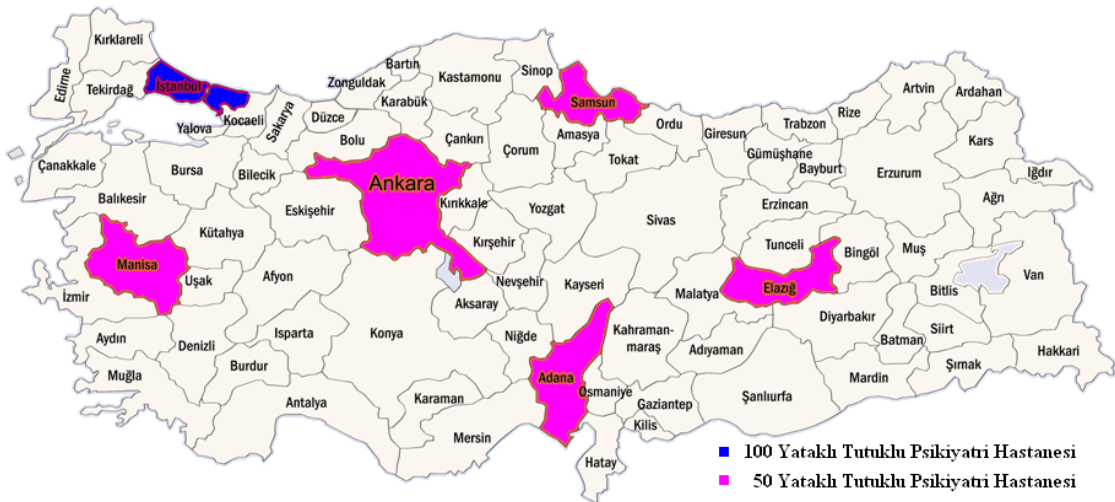 Kırklareli
Edirne
Tekirdağ
İstanbul
Kocaeli
Yalova
Sakarya
Düzce
Zonguldak
Bartın
Karabük
Kastamonu
Sinop
Samsun
Ordu
Giresun
Trabzon
Rize
Artvin
Ardahan
Kars
Iğdır
Ağrı
Çanakkale
Balıkesir
Bursa
Bilecik
Bolu
Çankırı
Çorum
Amasya
Tokat
Gümüşhane
Bayburt
Erzurum
Erzincan
Kütahya
Eskişehir
Ankara
Kırıkkale
Yozgat
Sivas
Kırşehir
Tunceli
Bingöl
Muş
Van
Manisa
Uşak
Afyon
İzmir
Nevşehir
Aksaray
Kayseri
Malatya
Elazığ
Bitlis
Aydın
Denizli
Isparta
Konya
Niğde
Kahraman-
maraş
Adıyaman
Diyarbakır
Batman
Siirt
Şırnak
Hakkari
Muğla
Burdur
Antalya
Karaman
Mersin
Adana
Osmaniye
Gaziantep
Kilis
Hatay
Şanlıurfa
Mardin
100 Yataklı Tutuklu Psikiyatri Hastanesi
50 Yataklı Tutuklu Psikiyatri Hastanesi